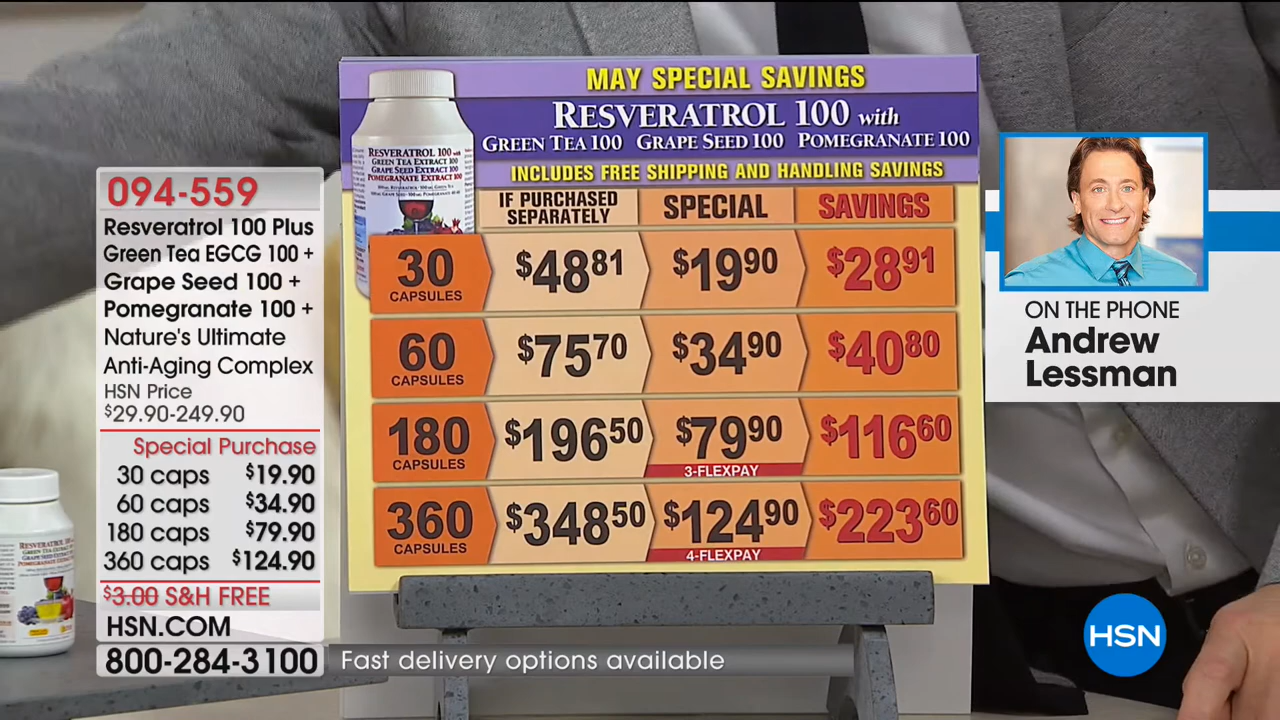 094-559
Resveratrol 100 Plus
Green Tea EGCG 100 +
Grape Seed 100 +
Pomegranate 100 +
Nature's Ultimate
Anti-Aging Complex
HSN Price
$29.90-249.90
Special Purchase
30 caps $19.90
60 caps $34.90
180 caps $79.90
360 caps $124.90
$3.00 S&H FREE
HSN.COM
800-284-3100
Fast delivery options available
MAY SPECIAL SAVINGS
RESVERATROL 100 with
GREEN TEA 100 GRAPE SEED 100 POMEGRANATE 100
INCLUDES FREE SHIPPING AND HANDLING SAVINGS
IF PURCHASED
SEPARATELY
SPECIAL
SAVINGS
30
CAPSULES
$48.81
$19.90
$28.91
60
CAPSULES
$75.70
$34.90
$40.80
180
CAPSULES
$196.50
$79.90
3-FLEXPAY
$116.60
360
CAPSULES
$348.50
$124.90
4-FLEXPAY
$223.60
RESVERATROL 100 with
GREEN TEA EXTRACT 100
GRAPE SEED EXTRACT 100
POMEGRANATE EXTRACT 100
ON THE PHONE
Andrew
Lessman
HSN